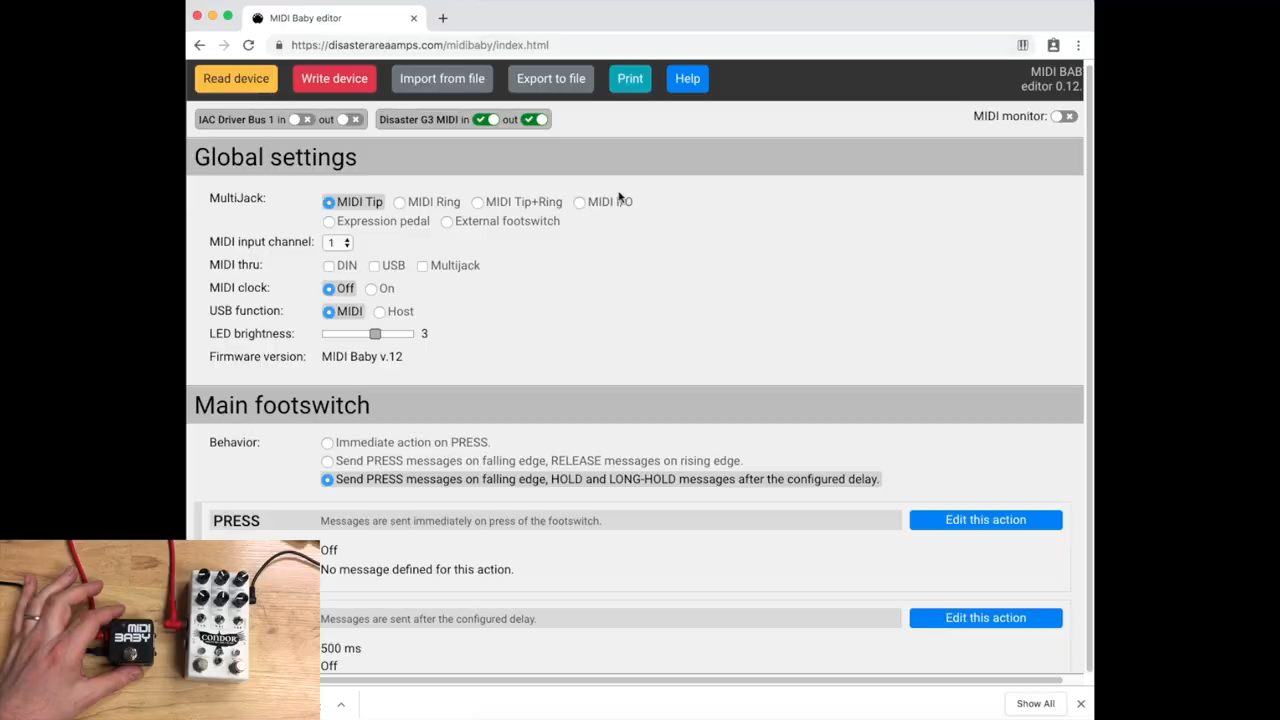 MIDI Baby editor
https://disasterareaamps.com/midibaby/index.html
Read device Write device Import from file Export to file Print Help
MIDI BAB
editor 0.12.
IAC Driver Bus 1 in out Disaster G3 MIDI in out MIDI monitor:
Global settings
MultiJack: MIDI Tip MIDI Ring MIDI Tip+Ring MIDI I/O
Expression pedal External footswitch
MIDI input channel: 1
MIDI thru: DIN USB Multijack
MIDI clock: Off On
USB function: MIDI Host
LED brightness: 3
Firmware version: MIDI Baby v.12
Main footswitch
Behavior: Immediate action on PRESS.
Send PRESS messages on falling edge, RELEASE messages on rising edge.
Send PRESS messages on falling edge, HOLD and LONG-HOLD messages after the configured delay.
PRESS Messages are sent immediately on press of the footswitch. Edit this action
Off
No message defined for this action.
Messages are sent after the configured delay. Edit this action
500 ms
Off
MIDI
BABY
CONDOR
Show All